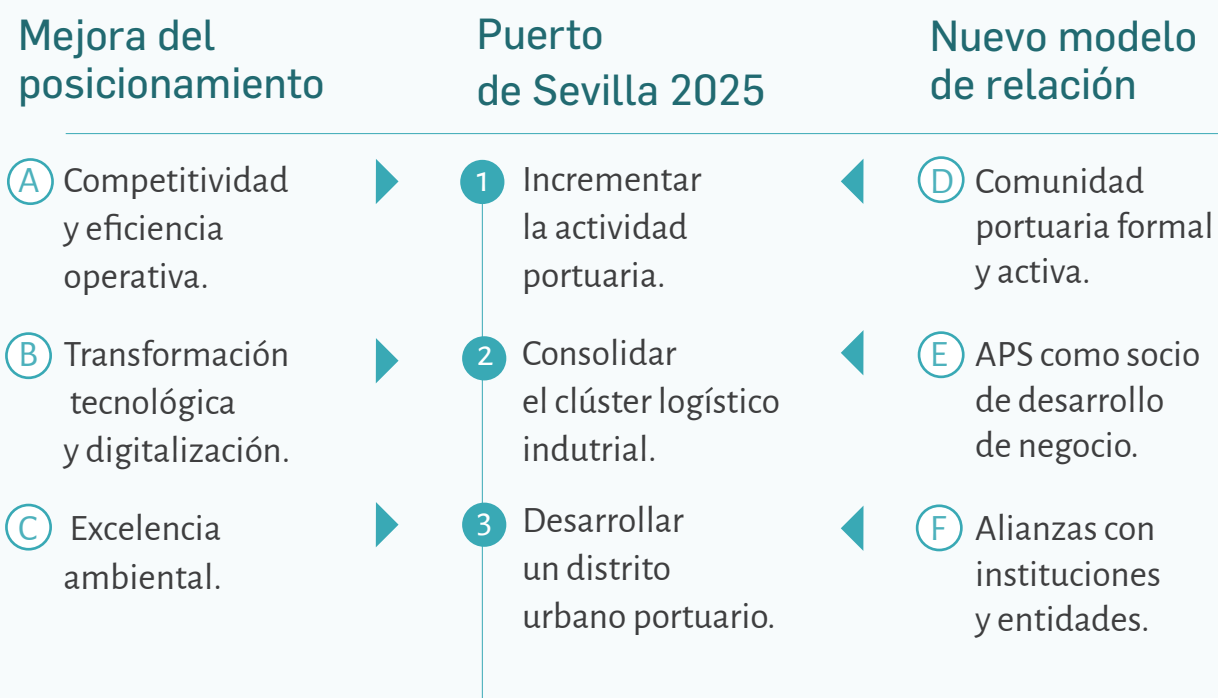 Mejora del
posicionamiento
A Competitividad
y eficiencia
operativa.
B Transformación
tecnológica
y digitalización.
C Excelencia
ambiental.
Puerto
de Sevilla 2025
1 Incrementar
la actividad
portuaria.
2 Consolidar
el clúster logístico
indutrial.
3 Desarrollar
un distrito
urbano portuario.
Nuevo modelo
de relación
D Comunidad
portuaria formal
y activa.
E APS como socio
de desarrollo
de negocio.
F Alianzas con
instituciones
y entidades.